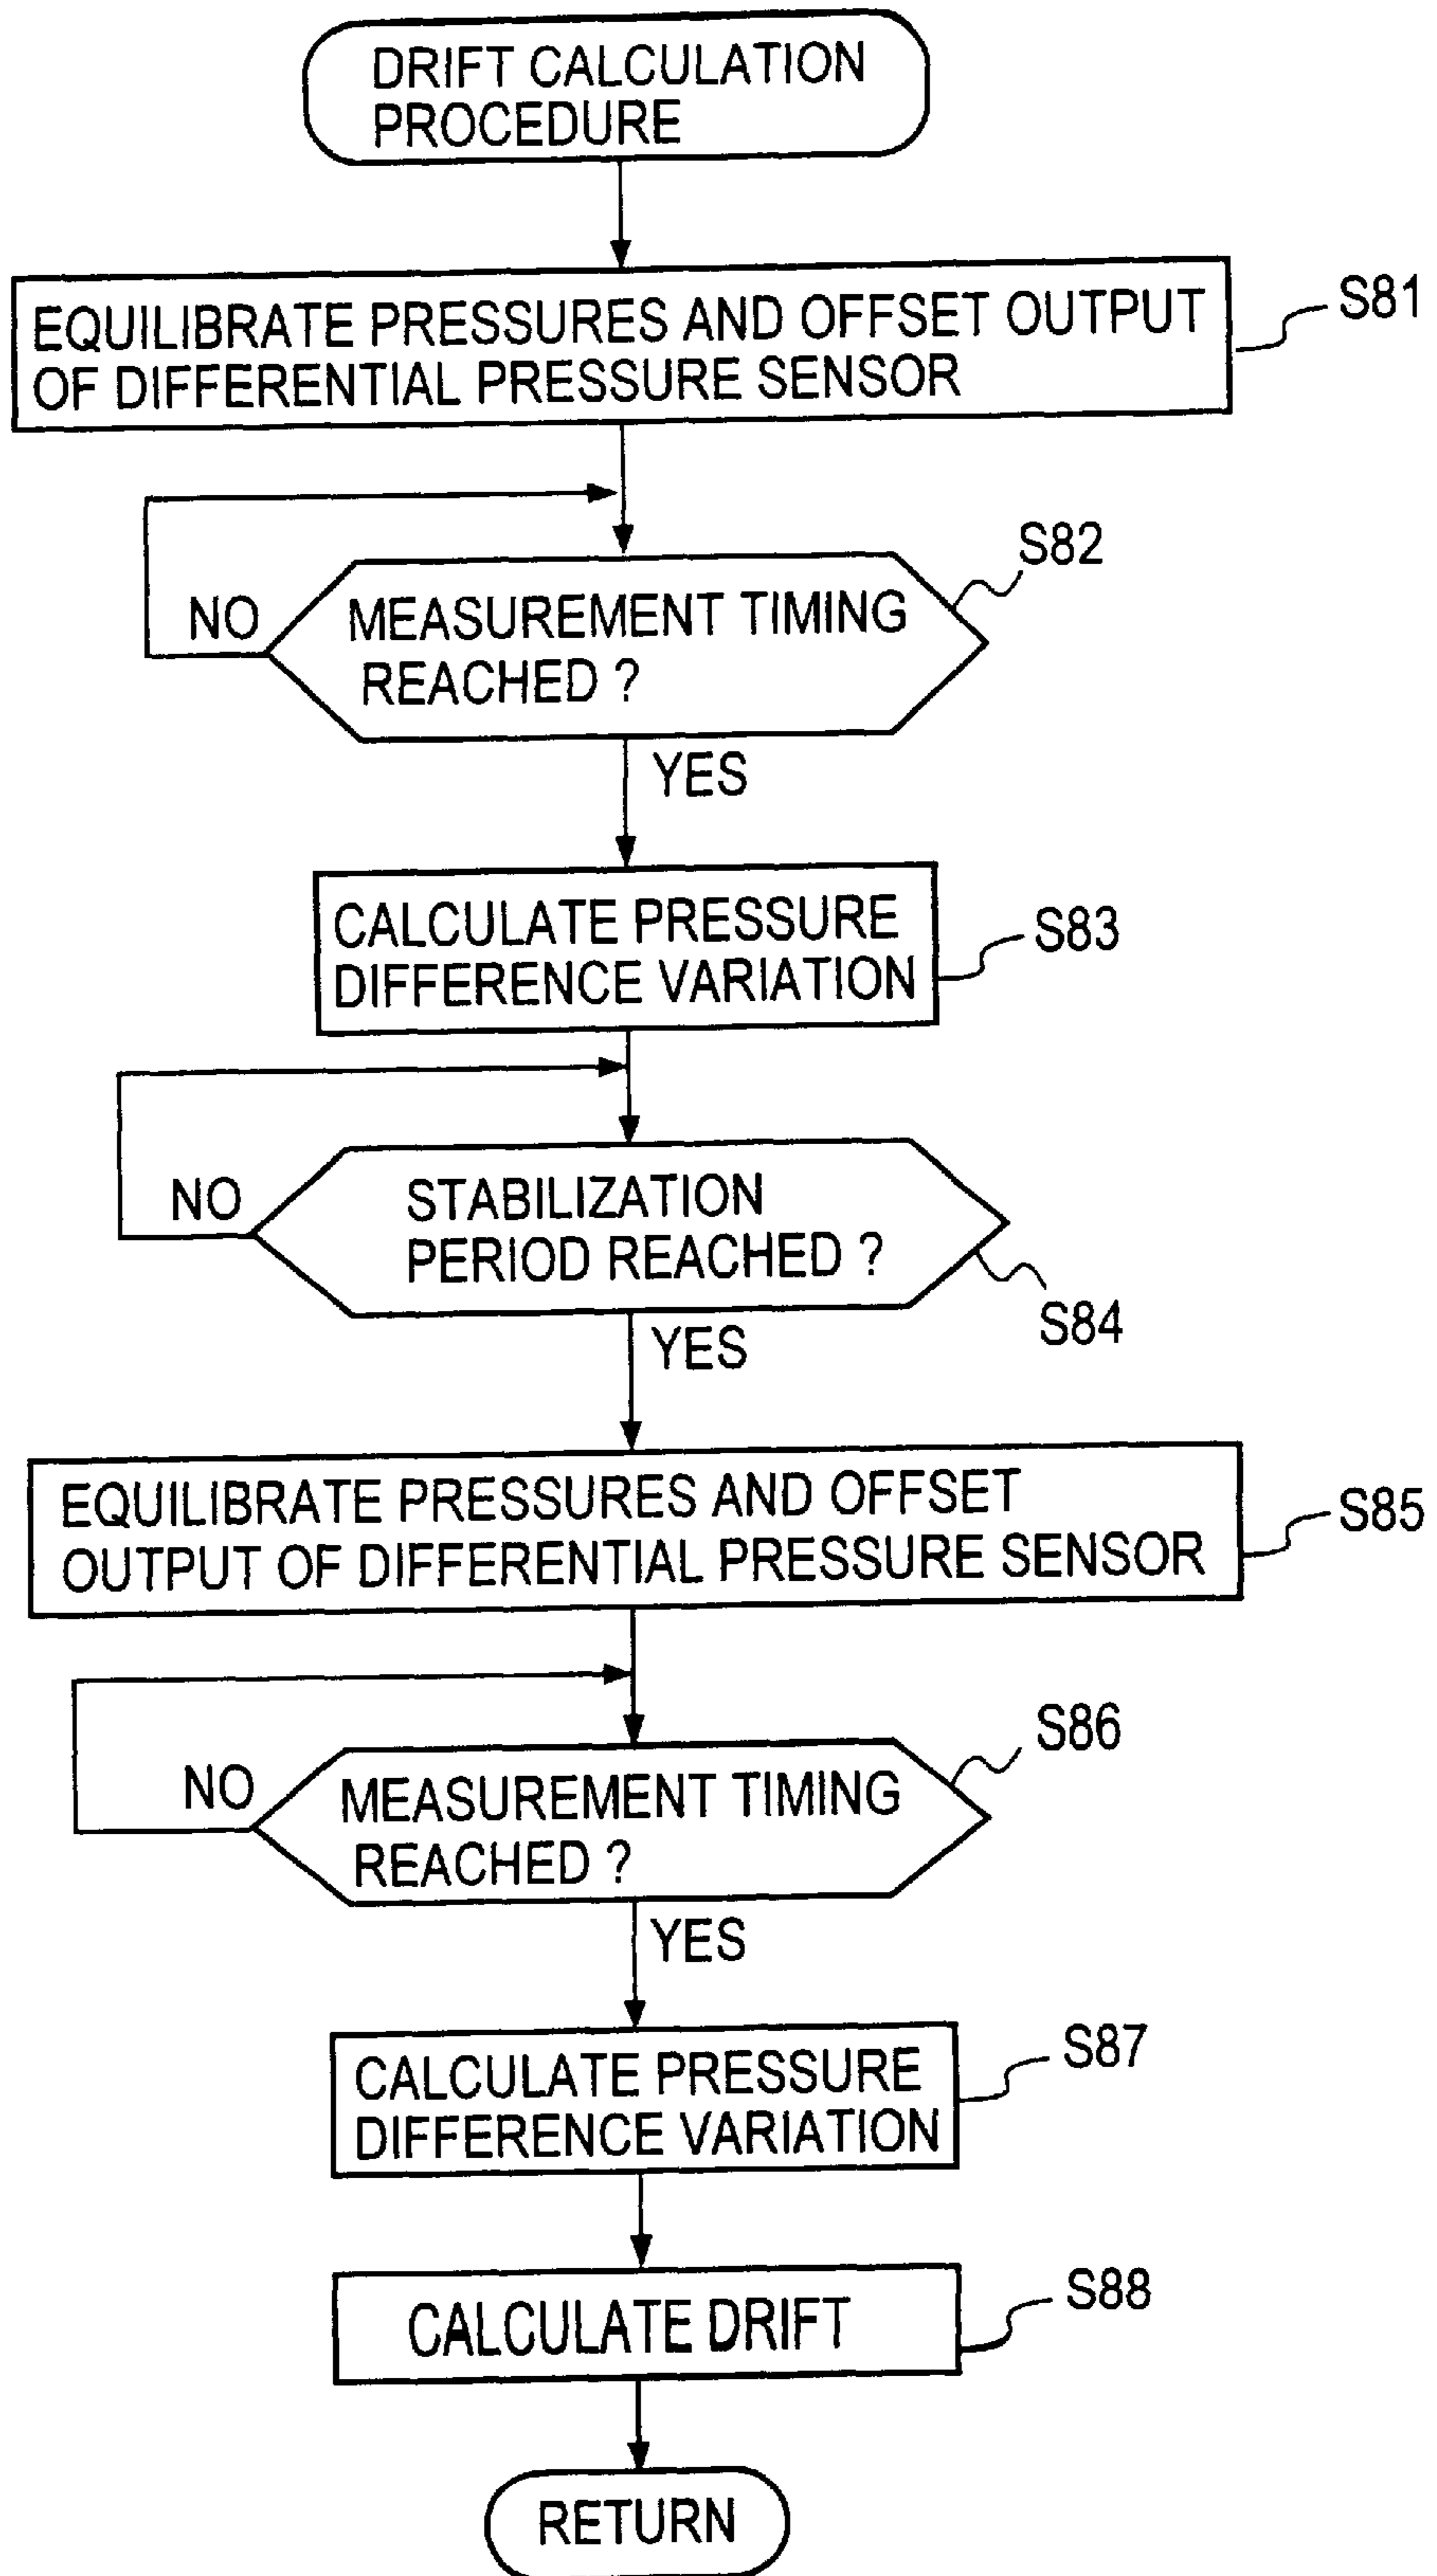 DRIFT CALCULATION
PROCEDURE
EQUILIBRATE PRESSURES AND OFFSET OUTPUT
OF DIFFERENTIAL PRESSURE SENSOR
S81
S82
NO
MEASUREMENT TIMING
REACHED ?
YES
CALCULATE PRESSURE
DIFFERENCE VARIATION
S83
NO
STABILIZATION
PERIOD REACHED ?
S84
YES
EQUILIBRATE PRESSURES AND OFFSET
OUTPUT OF DIFFERENTIAL PRESSURE SENSOR
S85
S86
NO
MEASUREMENT TIMING
REACHED ?
YES
CALCULATE PRESSURE
DIFFERENCE VARIATION
S87
CALCULATE DRIFT
S88
RETURN